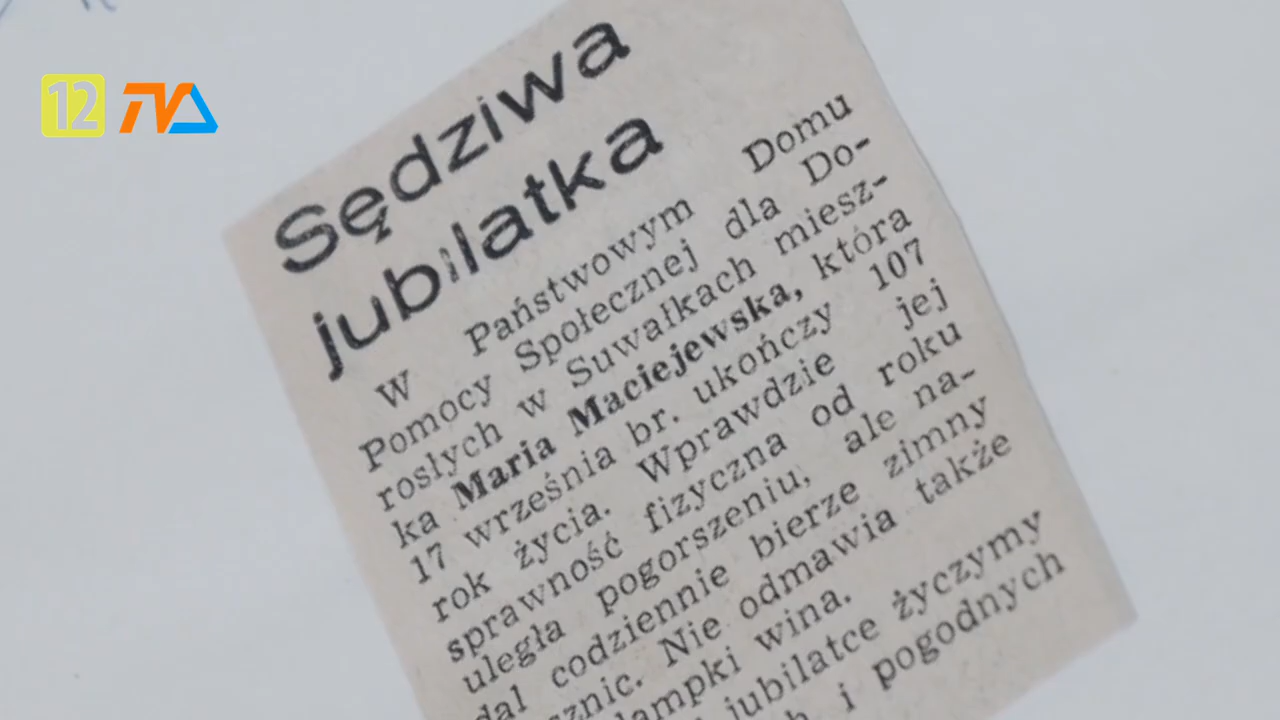 12 TVA
Sędziwa
jubilatka
W Państwowym Domu
Pomocy Społecznej dla Do-
rosłych w Suwałkach miesz-
ka Maria Maciejewska, która
17 września br. ukończy 107
rok życia. Wprawdzie jej
sprawność fizyczna od roku
uległa pogorszeniu, ale na-
dal codziennie bierze zimny
sznic. Nie odmawia także
lampki wina.
jubilatce życzymy
h i pogodnych